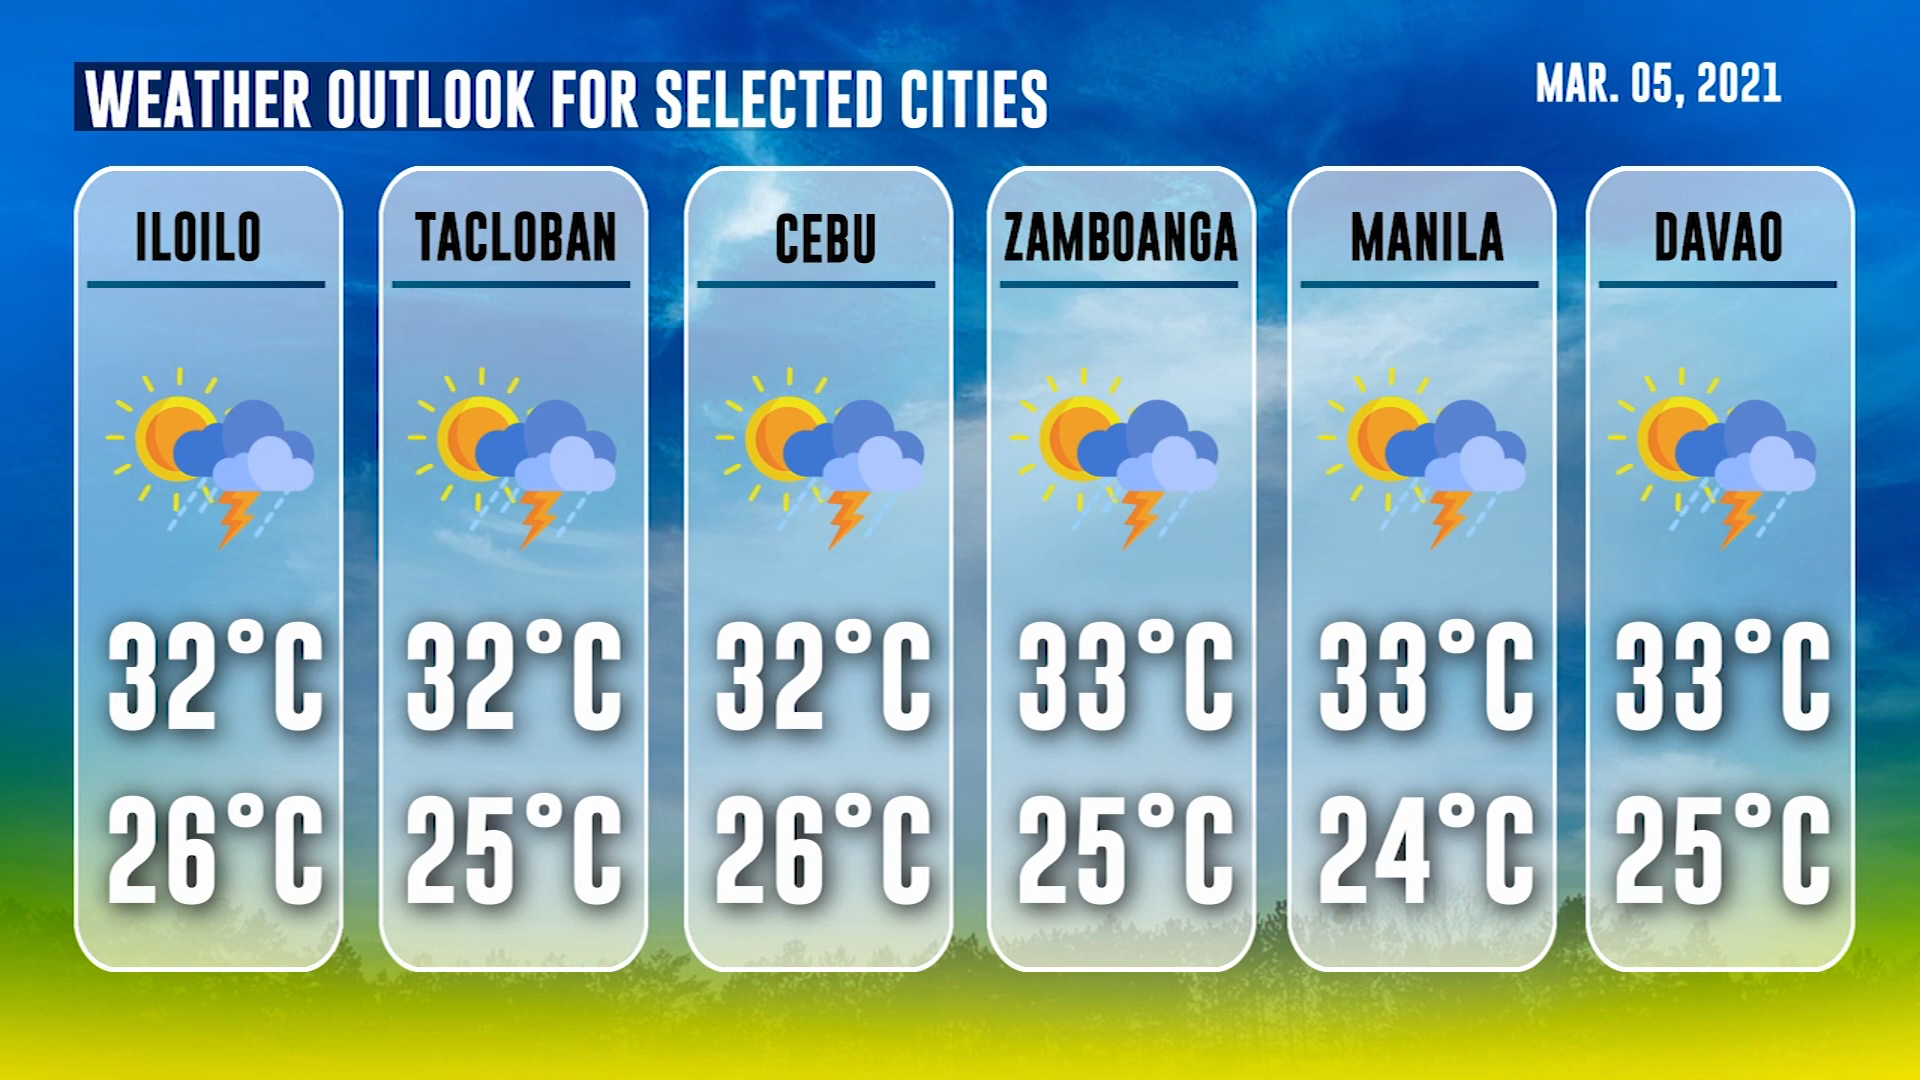 WEATHER OUTLOOK FOR SELECTED CITIES
MAR. 05, 2021
ILOILO
32°C
26°C
TACLOBAN
32°C
25°C
CEBU
32°C
26°C
ZAMBOANGA
33°C
25°C
MANILA
33°C
24°C
DAVAO
33°C
25°C